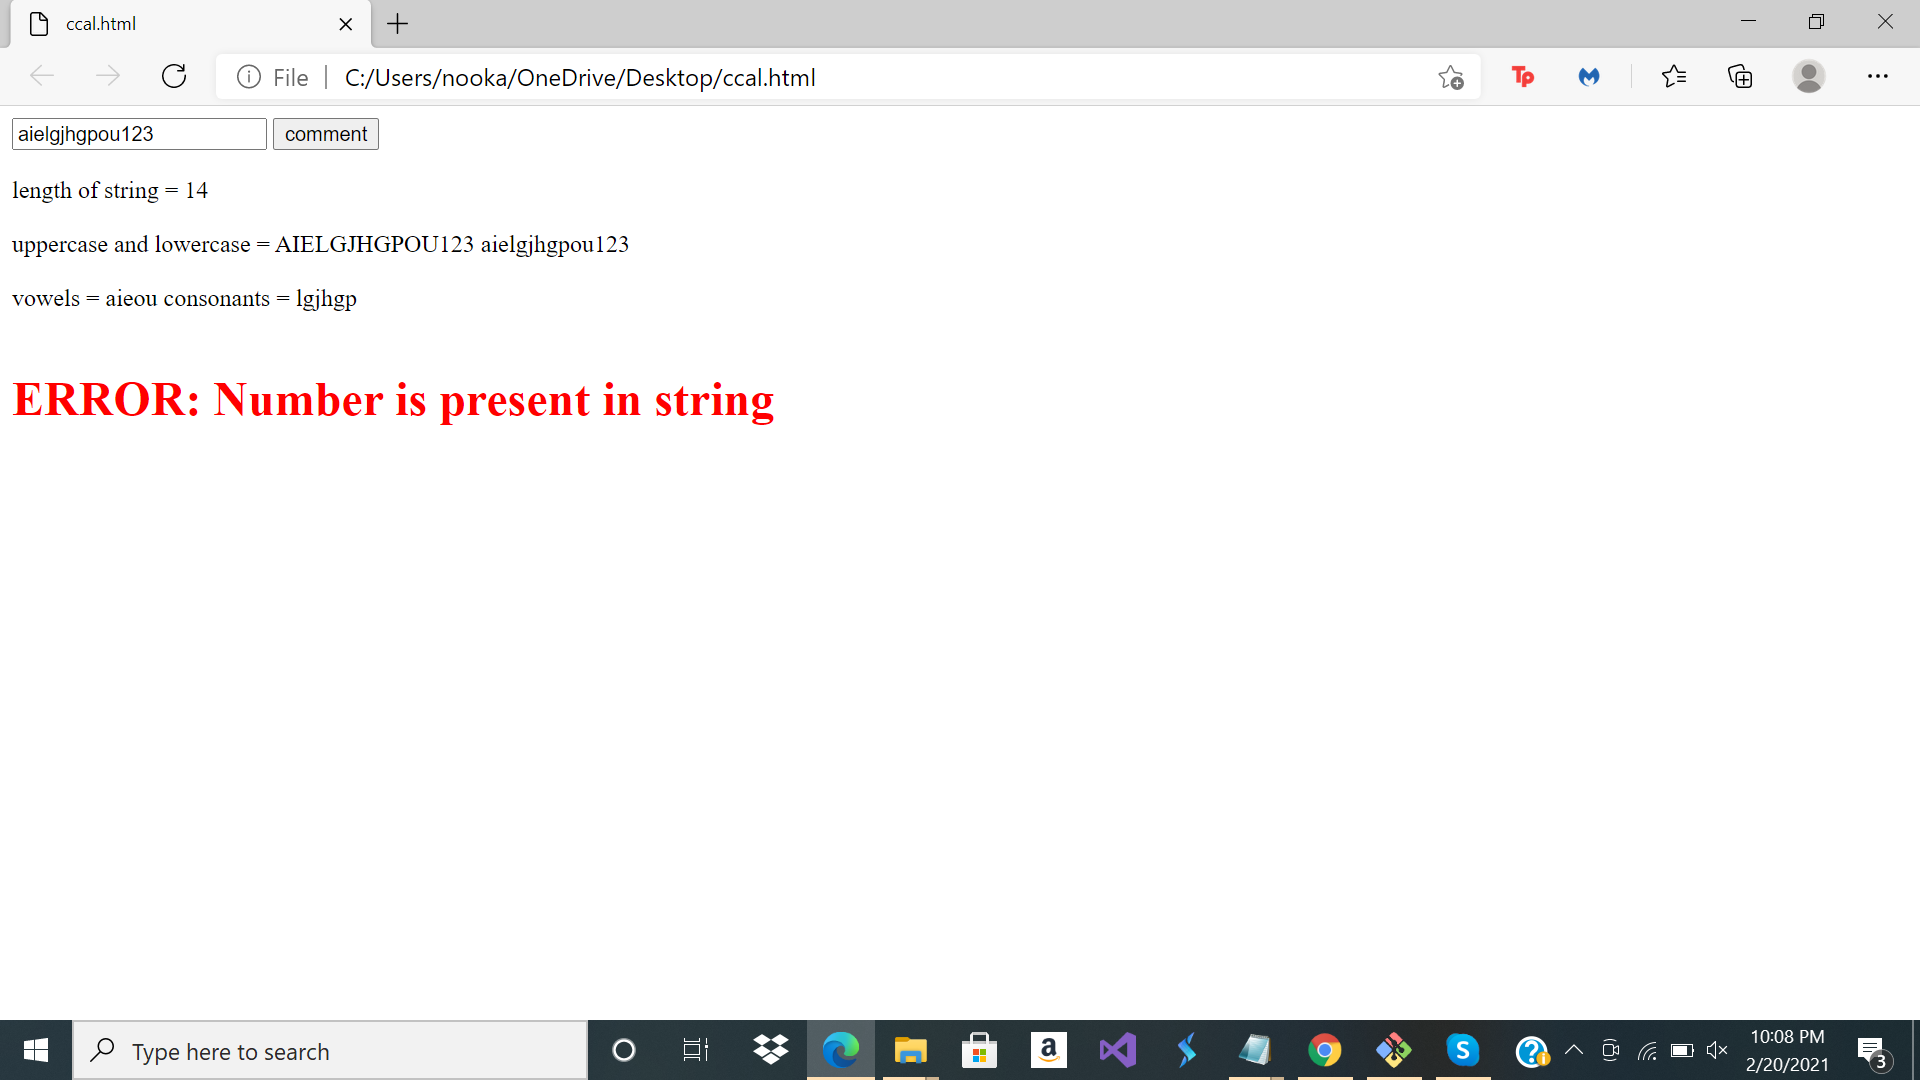 ccal.html
File | C:/Users/nooka/OneDrive/Desktop/ccal.html
Tp
aielgjhgpou123 comment
length of string = 14
uppercase and lowercase = AIELGJHGPOU123 aielgjhgpou123
vowels = aieou consonants = lgjhgp
ERROR: Number is present in string
Type here to search
a
S
?
10:08 PM
2/20/2021
3